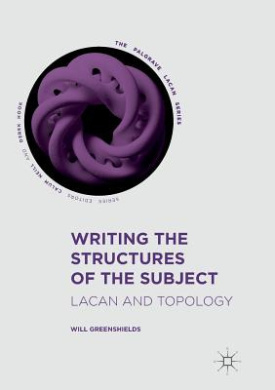 THE PALGRAVE LACAN SERIES
SERIES EDITORS CALUM NEILL AND DEREK HOOK
WRITING THE
STRUCTURES
OF THE SUBJECT
LACAN AND TOPOLOGY
WILL GREENSHIELDS